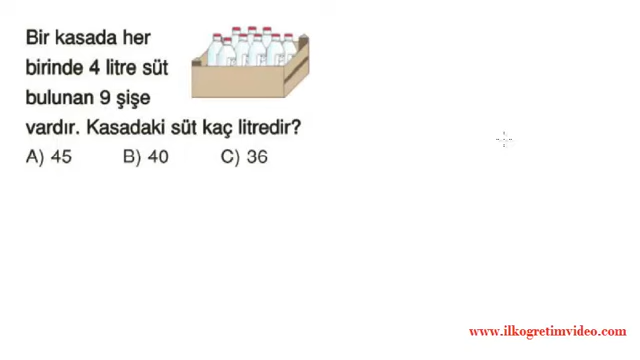 Bir kasada her
birinde 4 litre süt
bulunan 9 şişe
vardır. Kasadaki süt kaç litredir?
A) 45 B) 40 C) 36
www.ilkogretimvideo.com